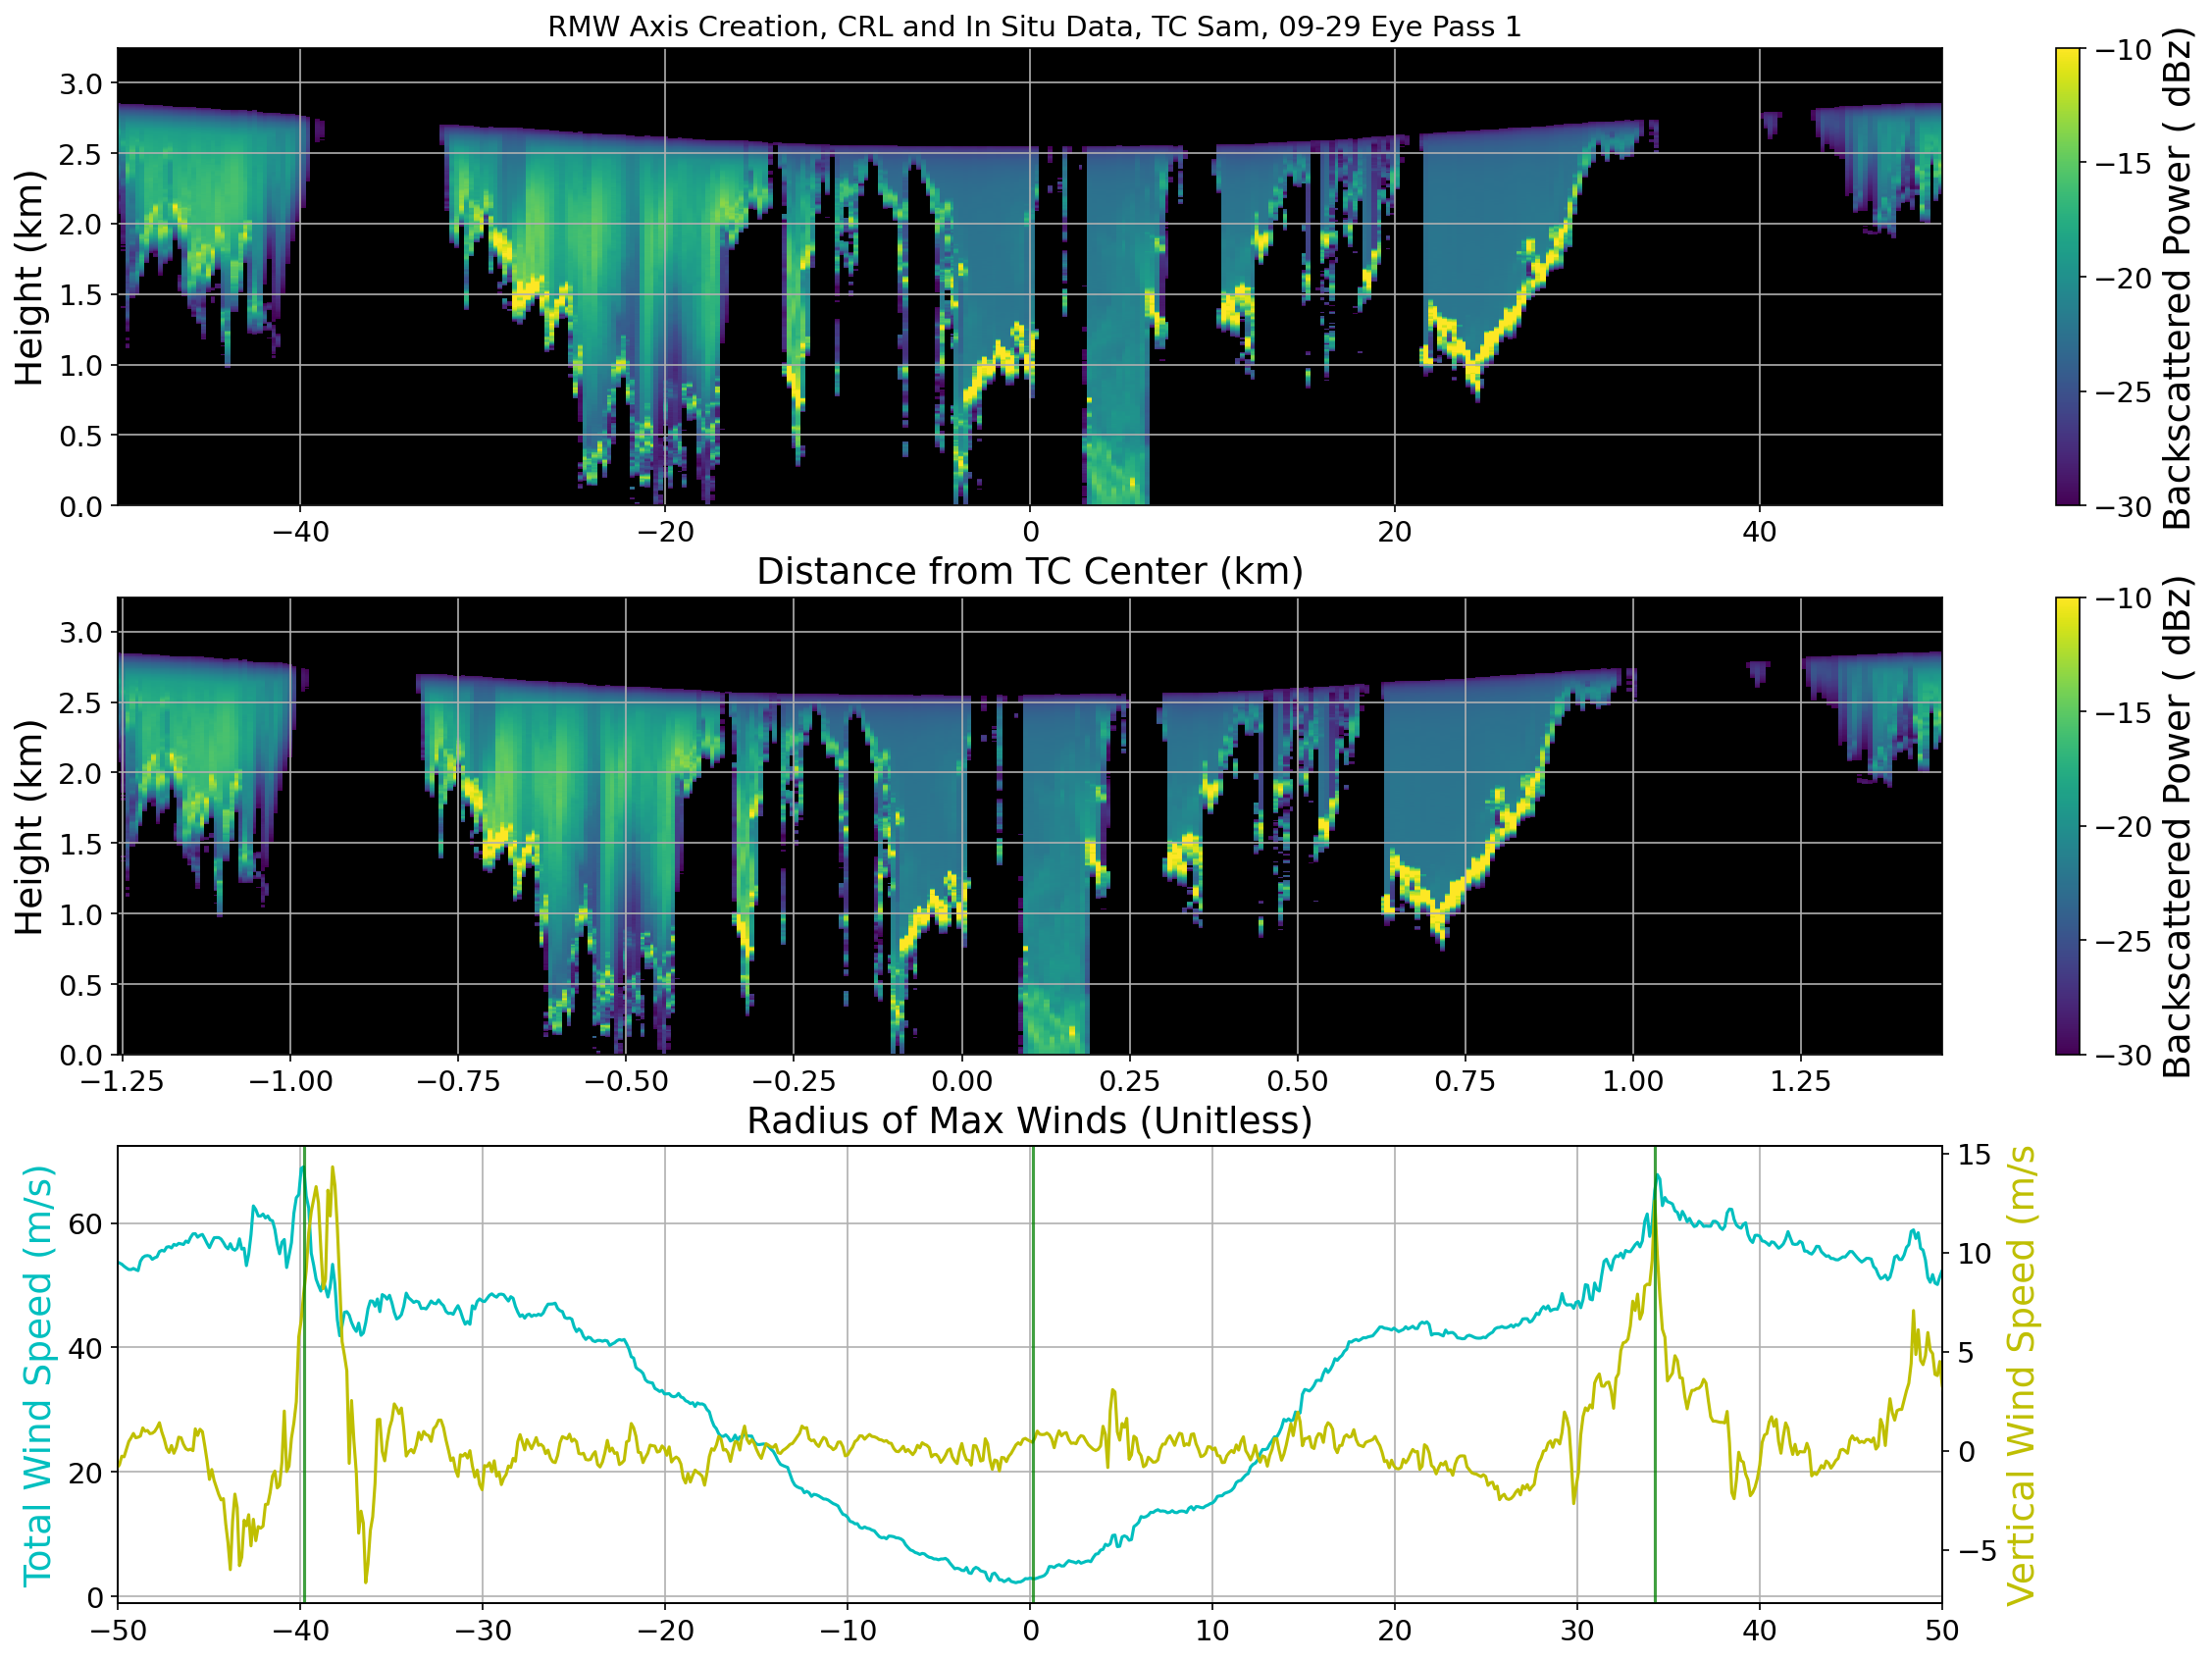 RMW Axis Creation, CRL and In Situ Data, TC Sam, 09-29 Eye Pass 1
Height (km)
3.0
2.5
2.0
1.5
1.0
0.5
0.0
−40 −20 0 20 40
Distance from TC Center (km)
−10
−15
−20
−25
−30
Backscattered Power ( dBz)
Height (km)
3.0
2.5
2.0
1.5
1.0
0.5
0.0
−1.25 −1.00 −0.75 −0.50 −0.25 0.00 0.25 0.50 0.75 1.00 1.25
Radius of Max Winds (Unitless)
−10
−15
−20
−25
−30
Backscattered Power ( dBz)
Total Wind Speed (m/s)
60
40
20
0
−50 −40 −30 −20 −10 0 10 20 30 40 50
15
10
5
0
−5
Vertical Wind Speed (m/s